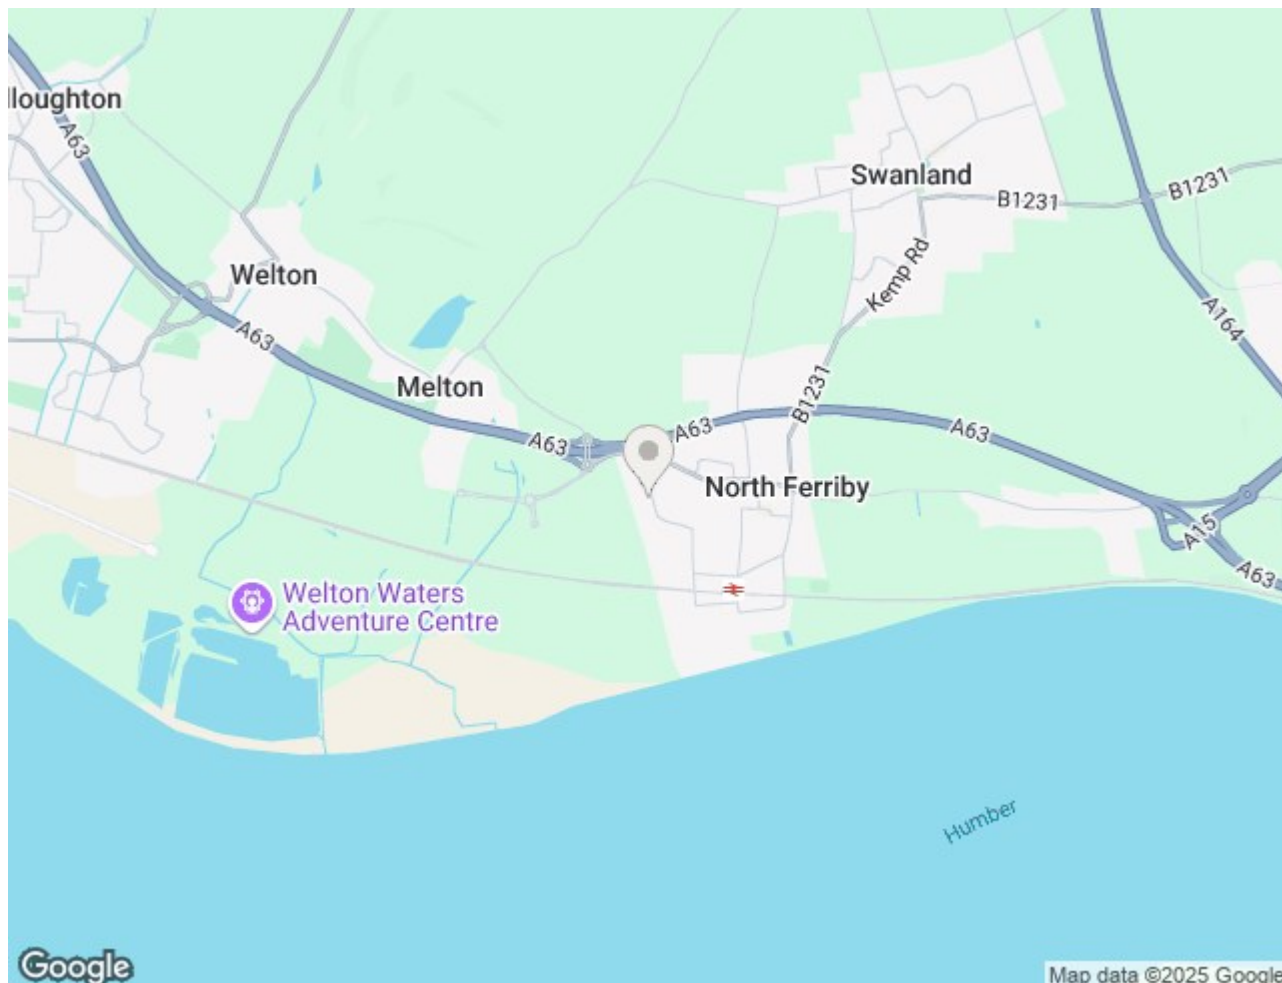 lloughton
A63
Swanland
B1231
B1231
Welton
Kemp Rd
A63
A164
Melton
B1231
A63
A63
A63
North Ferriby
A15
A63
Welton Waters
Adventure Centre
Humber
Google
Map data ©2025 Google